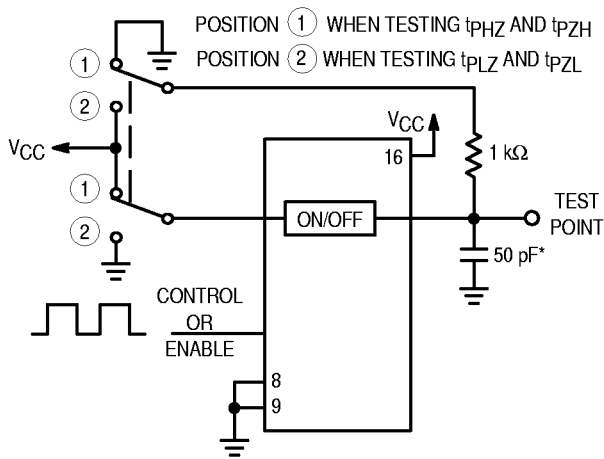 POSITION 1 WHEN TESTING tPHZ AND tPZH
POSITION 2 WHEN TESTING tPLZ AND tPZL
1
2
VCC
1
2
VCC
16
1 kΩ
ON/OFF
TEST
POINT
50 pF*
CONTROL
OR
ENABLE
8
9